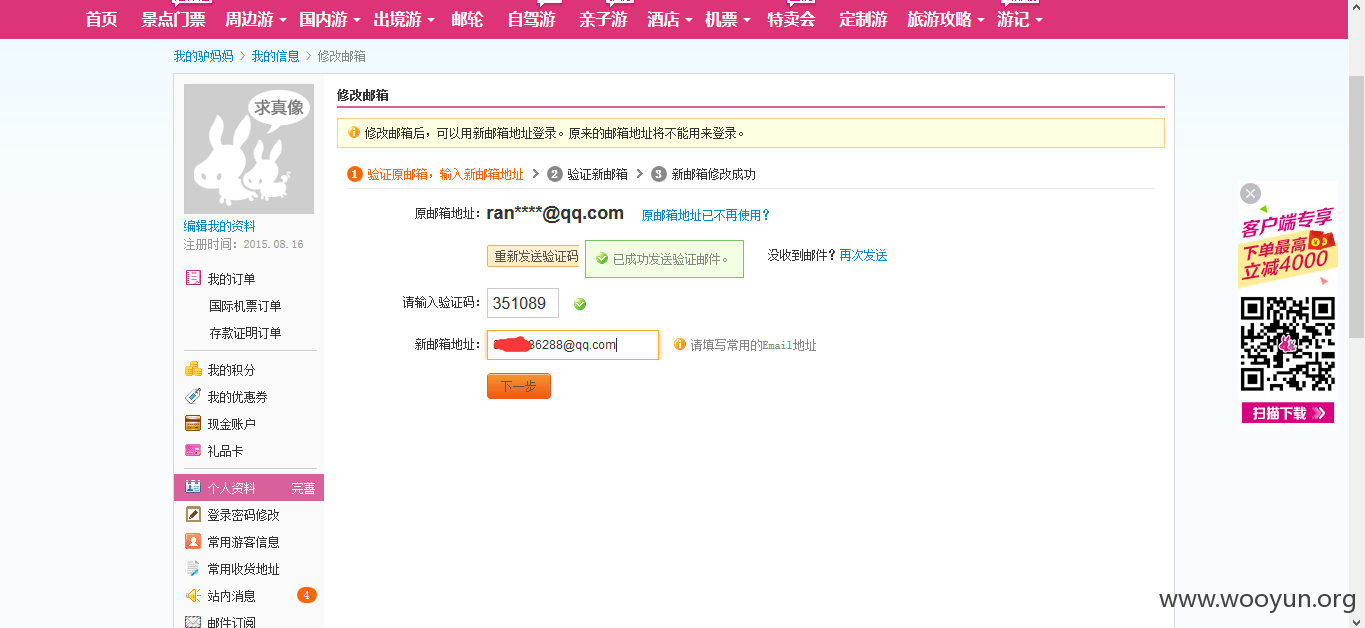 首页 景点门票 周边游 国内游 出境游 邮轮 自驾游 亲子游 酒店 机票 特卖会 定制游 旅游攻略 游记
我的驴妈妈 > 我的信息 > 修改邮箱
求真像
编辑我的资料
注册时间：2015.08.16
我的订单
国际机票订单
存款证明订单
我的积分
我的优惠券
现金账户
礼品卡
个人资料 完善
登录密码修改
常用游客信息
常用收货地址
站内消息 4
邮件订阅
修改邮箱
修改邮箱后，可以用新邮箱地址登录。原来的邮箱地址将不能用来登录。
1 验证原邮箱，输入新邮箱地址 > 2 验证新邮箱 > 3 新邮箱修改成功
原邮箱地址：ran****@qq.com 原邮箱地址已不再使用？
重新发送验证码 已成功发送验证邮件。 没收到邮件？再次发送
请输入验证码：351089
新邮箱地址：36288@qq.com 请填写常用的Email地址
下一步
客户端专享
下单最高
立减4000
扫描下载
www.wooyun.org